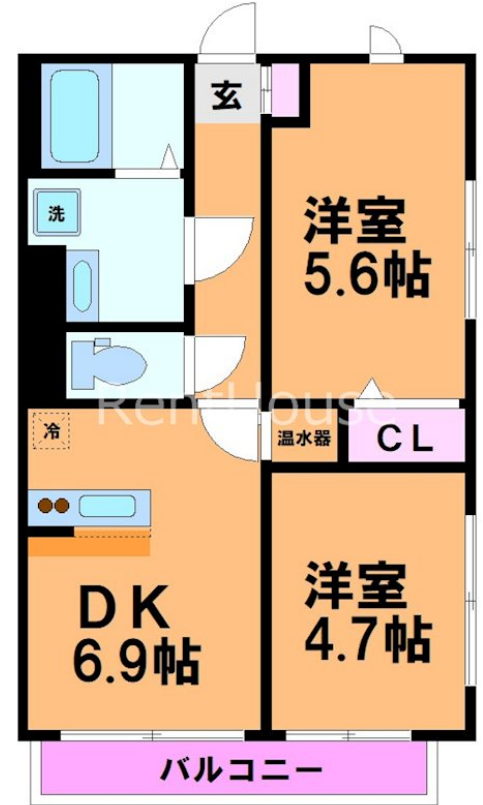 玄
洗
洋室
5.6帖
RentHouse
冷
温水器
CL
DK
6.9帖
洋室
4.7帖
バルコニー